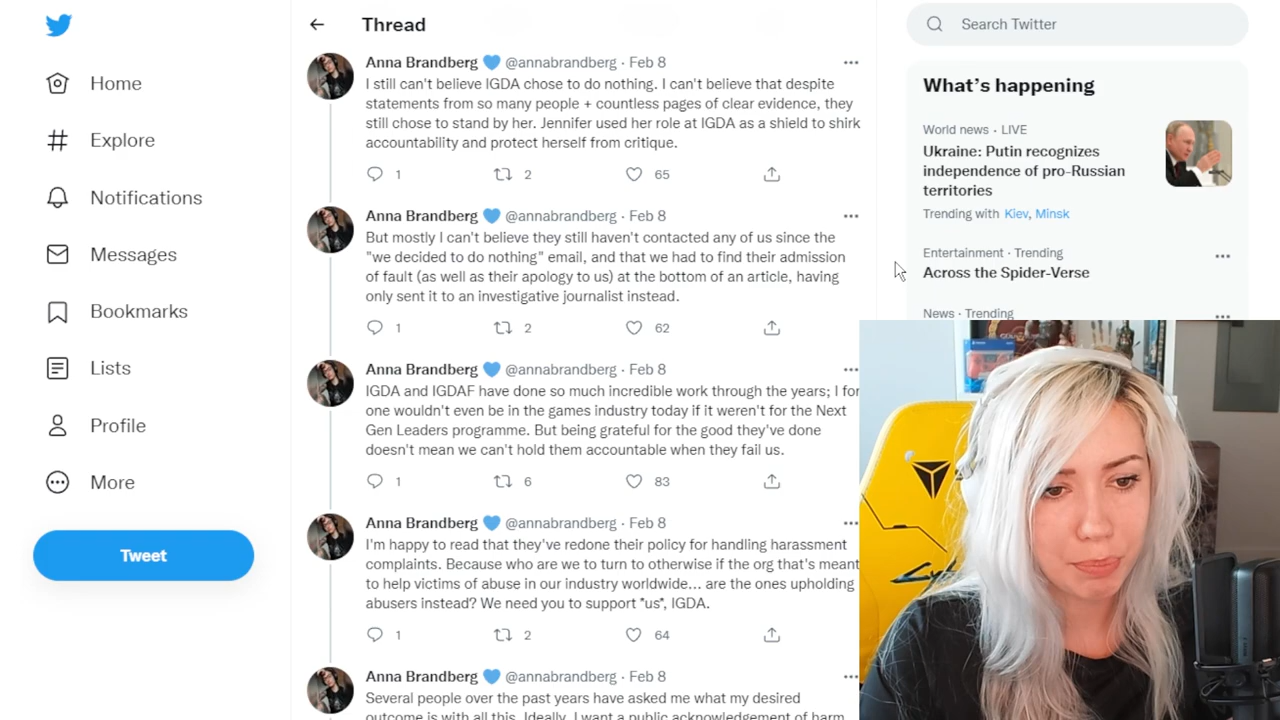 Thread
Search Twitter
Home
Explore
Notifications
Messages
Bookmarks
Lists
Profile
More
Tweet
Anna Brandberg 💙 @annabrandberg · Feb 8
I still can't believe IGDA chose to do nothing. I can't believe that despite
statements from so many people + countless pages of clear evidence, they
still chose to stand by her. Jennifer used her role at IGDA as a shield to shirk
accountability and protect herself from critique.
1 2 65
Anna Brandberg 💙 @annabrandberg · Feb 8
But mostly I can't believe they still haven't contacted any of us since the
"we decided to do nothing" email, and that we had to find their admission
of fault (as well as their apology to us) at the bottom of an article, having
only sent it to an investigative journalist instead.
1 2 62
Anna Brandberg 💙 @annabrandberg · Feb 8
IGDA and IGDAF have done so much incredible work through the years; I for
one wouldn't even be in the games industry today if it weren't for the Next
Gen Leaders programme. But being grateful for the good they've done
doesn't mean we can't hold them accountable when they fail us.
1 6 83
Anna Brandberg 💙 @annabrandberg · Feb 8
I'm happy to read that they've redone their policy for handling harassment
complaints. Because who are we to turn to otherwise if the org that's meant
to help victims of abuse in our industry worldwide... are the ones upholding
abusers instead? We need you to support *us*, IGDA.
1 2 64
Anna Brandberg 💙 @annabrandberg · Feb 8
Several people over the past years have asked me what my desired
outcome is with all this. Ideally, I want a public acknowledgement of harm
What's happening
World news · LIVE
Ukraine: Putin recognizes
independence of pro-Russian
territories
Trending with Kiev, Minsk
Entertainment · Trending
Across the Spider-Verse
News · Trending